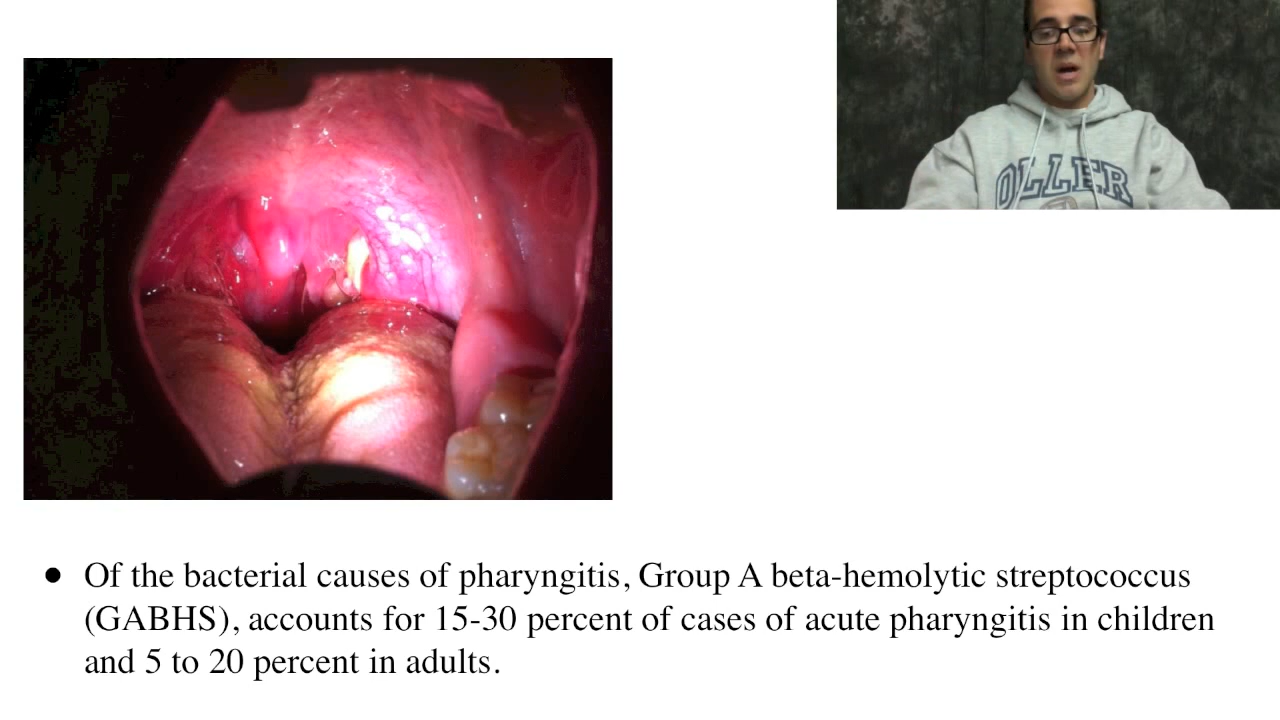 OLLER
• Of the bacterial causes of pharyngitis, Group A beta-hemolytic streptococcus
(GABHS), accounts for 15-30 percent of cases of acute pharyngitis in children
and 5 to 20 percent in adults.